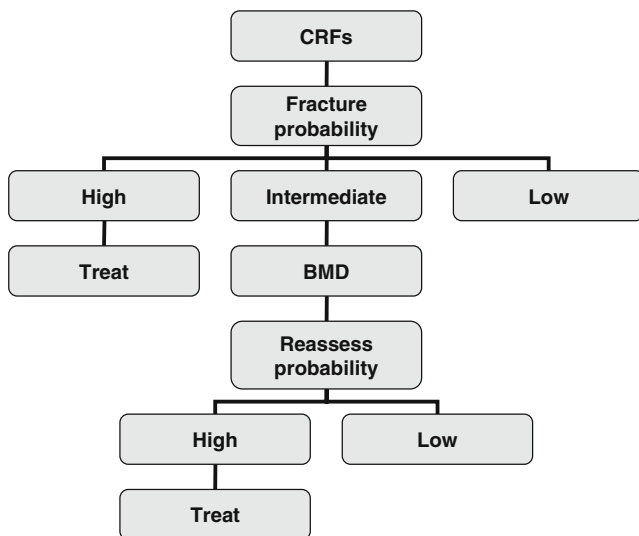 CRFs
Fracture
probability
High
Intermediate
Low
Treat
BMD
Reassess
probability
High
Low
Treat